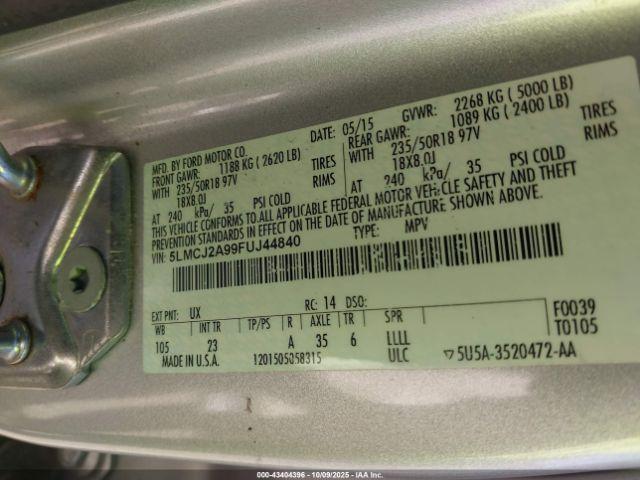 MFD. BY FORD MOTOR CO. DATE: 05/15 GVWR: 2268 KG ( 5000 LB)
FRONT GAWR: 1188 KG ( 2620 LB) REAR GAWR: 1089 KG ( 2400 LB)
WITH 235/50R18 97V TIRES WITH 235/50R18 97V TIRES
18X8.0J RIMS 18X8.0J RIMS
AT 240 kPa/ 35 PSI COLD AT 240 kPa/ 35 PSI COLD
THIS VEHICLE CONFORMS TO ALL APPLICABLE FEDERAL MOTOR VEHICLE SAFETY AND THEFT
PREVENTION STANDARDS IN EFFECT ON THE DATE OF MANUFACTURE SHOWN ABOVE.
VIN: 5LMCJ2A99FUJ44840 TYPE: MPV
EXT PNT: UX RC: 14 DSO: F0039
WB INT TR TP/PS R AXLE TR SPR T0105
105 23 A 35 6 LLLL
MADE IN U.S.A. 1201505058315 ULC ▽5U5A-3520472-AA
000-43404396 - 10/09/2025 - IAA Inc.